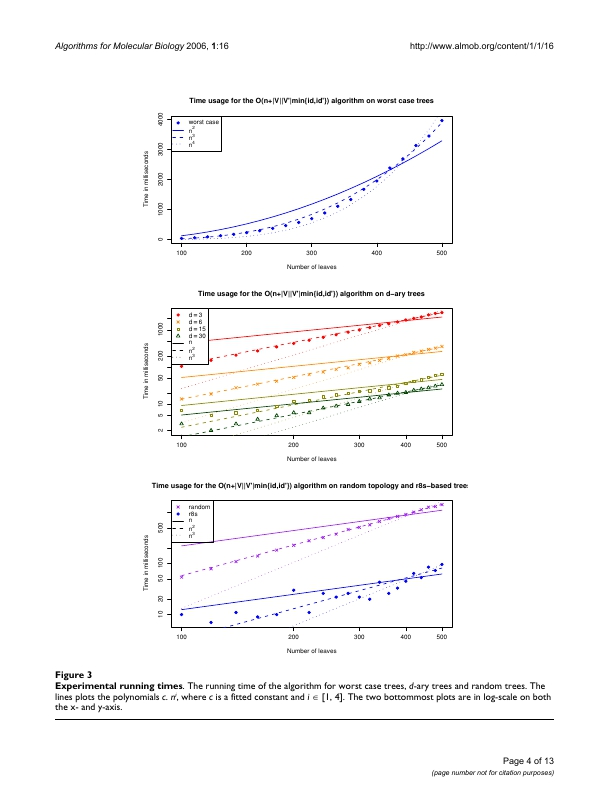 Algorithms for Molecular Biology 2006, 1:16
http://www.almob.org/content/1/1/16
Time usage for the O(n+|V||V'|min{id,id'}) algorithm on worst case trees
worst case
n²
n³
n⁴
Time in milliseconds
0 1000 2000 3000 4000
100 200 300 400 500
Number of leaves
Time usage for the O(n+|V||V'|min{id,id'}) algorithm on d−ary trees
d = 3
d = 6
d = 15
d = 30
n
n²
n³
Time in milliseconds
2 5 10 50 200 1000
100 200 300 400 500
Number of leaves
Time usage for the O(n+|V||V'|min{id,id'}) algorithm on random topology and r8s−based trees
random
r8s
n
n²
n³
Time in milliseconds
10 20 50 100 500
100 200 300 400 500
Number of leaves
Figure 3
Experimental running times. The running time of the algorithm for worst case trees, d-ary trees and random trees. The
lines plots the polynomials c. nⁱ, where c is a fitted constant and i ∈ [1, 4]. The two bottommost plots are in log-scale on both
the x- and y-axis.
Page 4 of 13
(page number not for citation purposes)